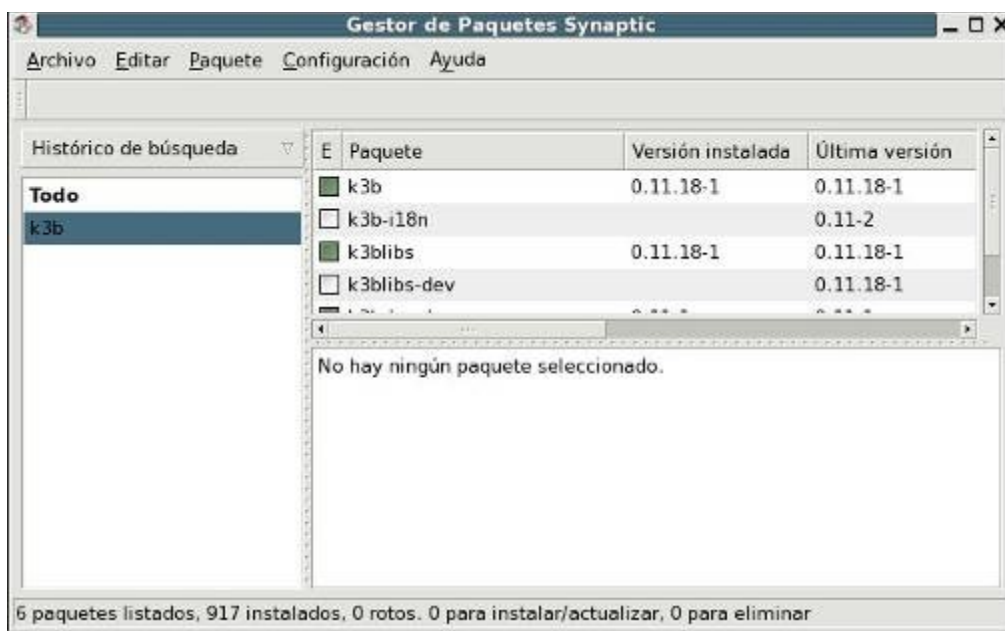 Gestor de Paquetes Synaptic
Archivo Editar Paquete Configuración Ayuda
Histórico de búsqueda
Todo
k3b
E Paquete Versión instalada Última versión
k3b 0.11.18-1 0.11.18-1
k3b-i18n 0.11-2
k3blibs 0.11.18-1 0.11.18-1
k3blibs-dev 0.11.18-1
No hay ningún paquete seleccionado.
6 paquetes listados, 917 instalados, 0 rotos. 0 para instalar/actualizar, 0 para eliminar